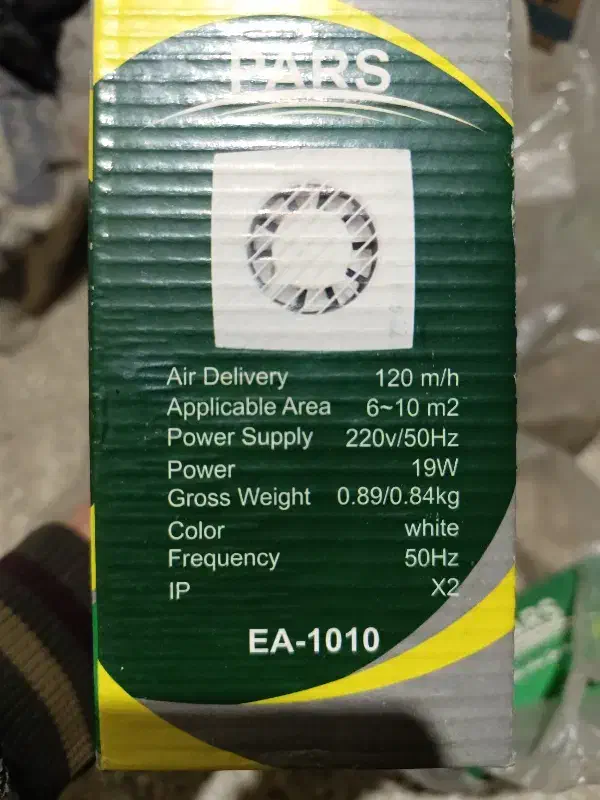 PARS
Air Delivery 120 m/h
Applicable Area 6~10 m2
Power Supply 220v/50Hz
Power 19W
Gross Weight 0.89/0.84kg
Color white
Frequency 50Hz
IP X2
EA-1010